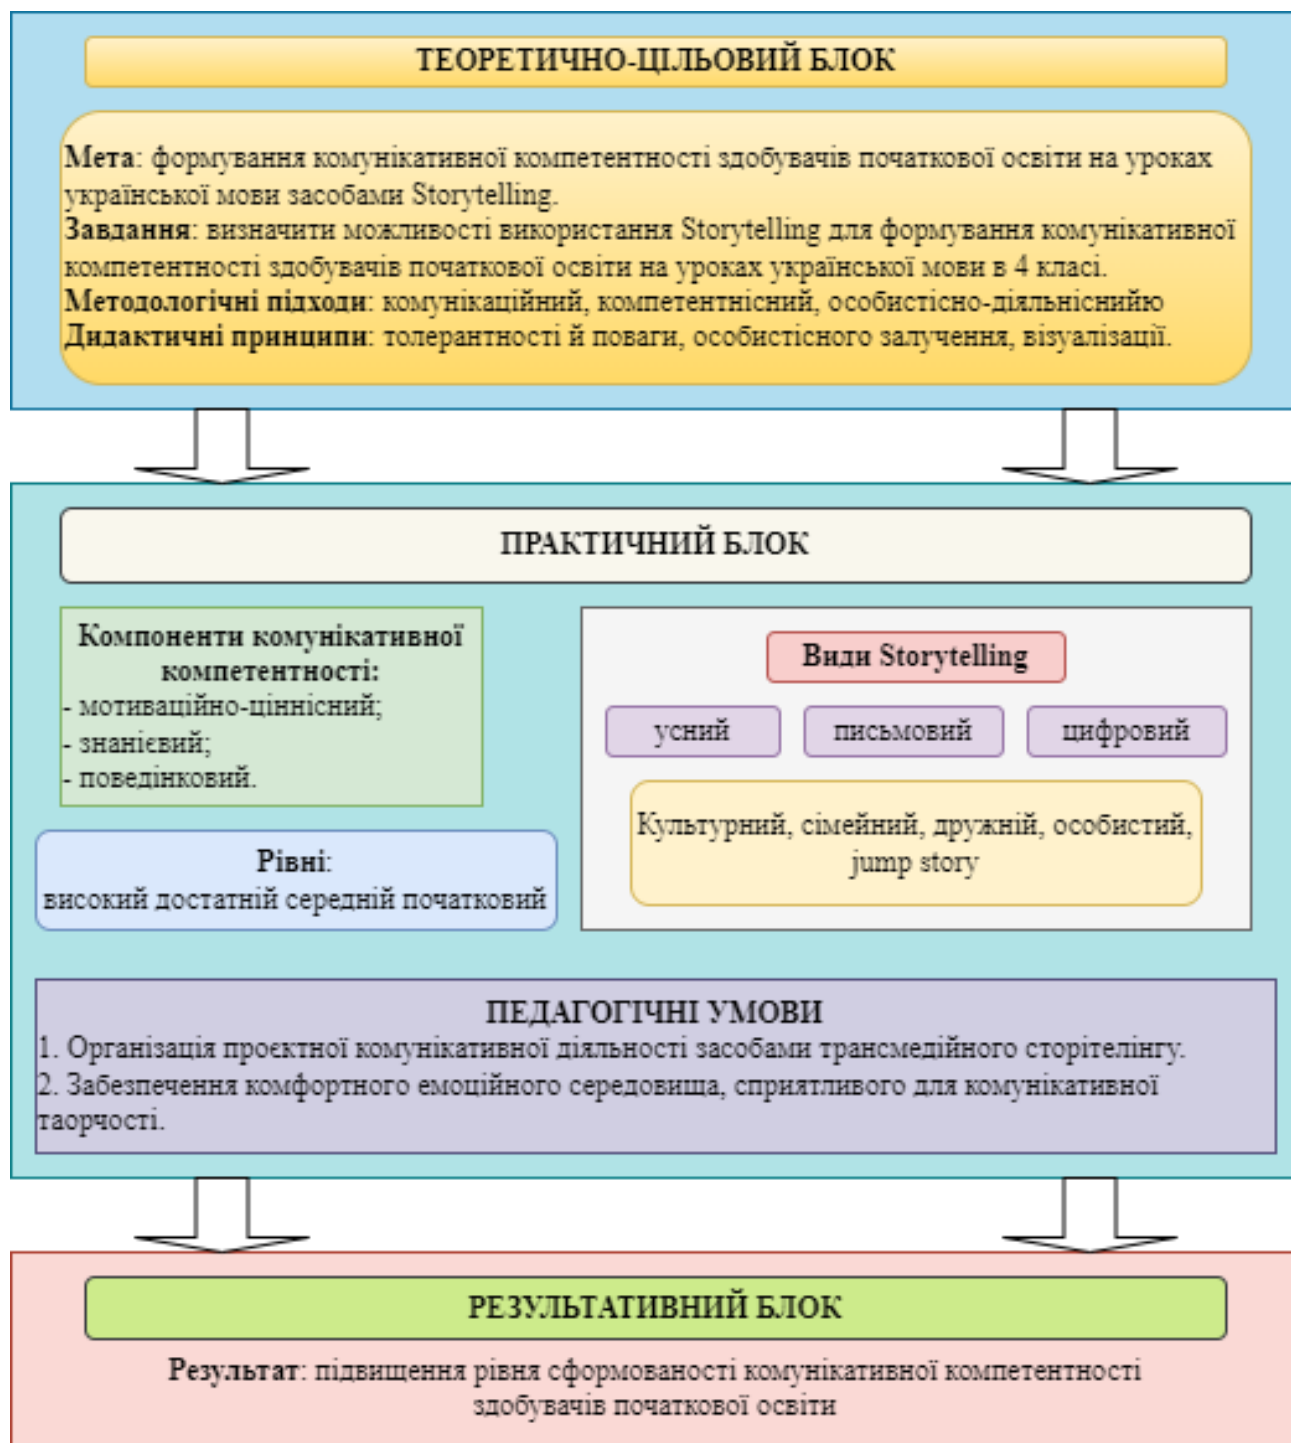 ТЕОРЕТИЧНО-ЦІЛЬОВИЙ БЛОК
Мета: формування комунікативної компетентності здобувачів початкової освіти на уроках
української мови засобами Storytelling.
Завдання: визначити можливості використання Storytelling для формування комунікативної
компетентності здобувачів початкової освіти на уроках української мови в 4 класі.
Методологічні підходи: комунікаційний, компетентнісний, особистісно-діяльніснийю
Дидактичні принципи: толерантності й поваги, особистісного залучення, візуалізації.
ПРАКТИЧНИЙ БЛОК
Компоненти комунікативної
компетентності:
- мотиваційно-ціннісний;
- знанієвий;
- поведінковий.
Рівні:
високий достатній середній початковий
Види Storytelling
усний
письмовий
цифровий
Культурний, сімейний, дружній, особистий,
jump story
ПЕДАГОГІЧНІ УМОВИ
1. Організація проєктної комунікативної діяльності засобами трансмедійного сторітелінгу.
2. Забезпечення комфортного емоційного середовища, сприятливого для комунікативної
таорчості.
РЕЗУЛЬТАТИВНИЙ БЛОК
Результат: підвищення рівня сформованості комунікативної компетентності
здобувачів початкової освіти